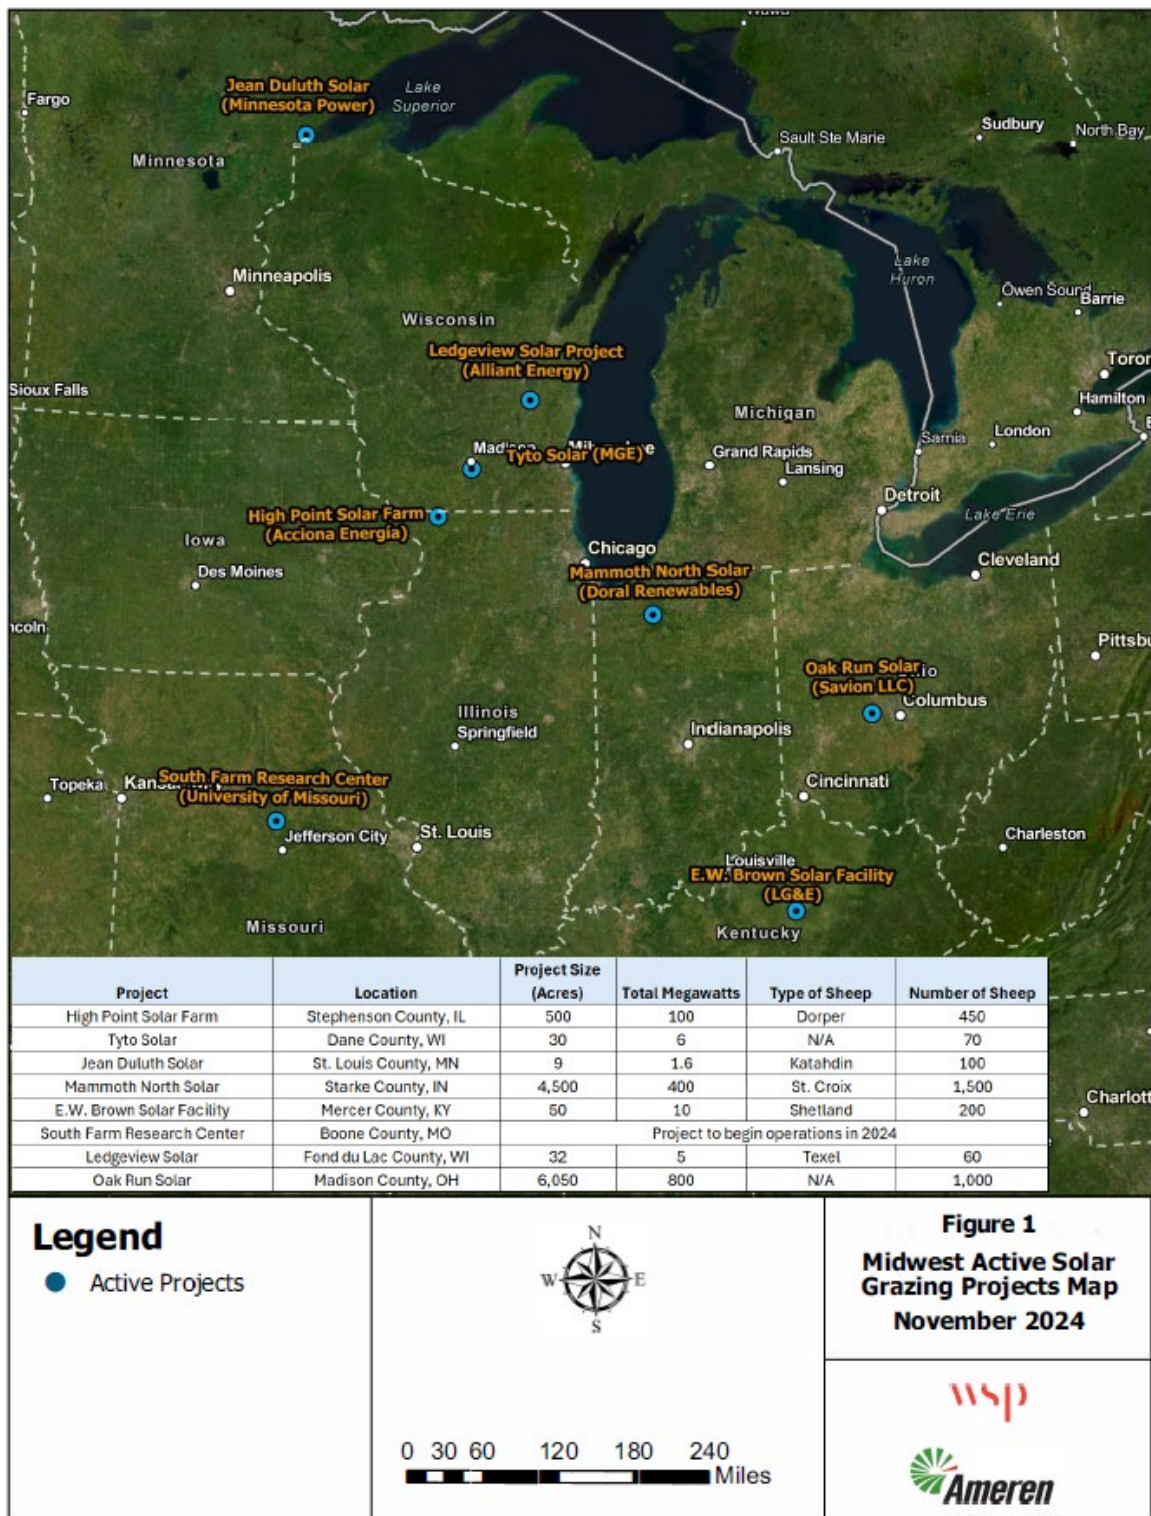 Wawa
Jean Duluth Solar
(Minnesota Power)
Lake
Superior
Fargo
Sudbury
North Bay
Sault Ste Marie
Minnesota
Lake
Huron
Minneapolis
Owen Sound
Barrie
Wisconsin
Ledgeview Solar Project
(Alliant Energy)
Toron
Sioux Falls
Hamilton
Michigan
London
Sarnia
Tyto Solar (MGE)
Grand Rapids
Lansing
Detroit
High Point Solar Farm
(Acciona Energía)
Lake Erie
Iowa
Chicago
Cleveland
Des Moines
Mammoth North Solar
(Doral Renewables)
ncoln
Pittsbu
Oak Run Solar
(Savion LLC)
Columbus
Illinois
Springfield
Indianapolis
South Farm Research Center
(University of Missouri)
Topeka
Cincinnati
Jefferson City
St. Louis
Charleston
Louisville
E.W. Brown Solar Facility
(LG&E)
Missouri
Kentucky
Project Location Project Size (Acres) Total Megawatts Type of Sheep Number of Sheep
High Point Solar Farm Stephenson County, IL 500 100 Dorper 450
Tyto Solar Dane County, WI 30 6 N/A 70
Jean Duluth Solar St. Louis County, MN 9 1.6 Katahdin 100
Mammoth North Solar Starke County, IN 4,500 400 St. Croix 1,500
E.W. Brown Solar Facility Mercer County, KY 50 10 Shetland 200
South Farm Research Center Boone County, MO Project to begin operations in 2024
Ledgeview Solar Fond du Lac County, WI 32 5 Texel 60
Oak Run Solar Madison County, OH 6,050 800 N/A 1,000
Charlott
Legend
Active Projects
N
W E
S
0 30 60 120 180 240
Miles
Figure 1
Midwest Active Solar
Grazing Projects Map
November 2024
wsp
Ameren